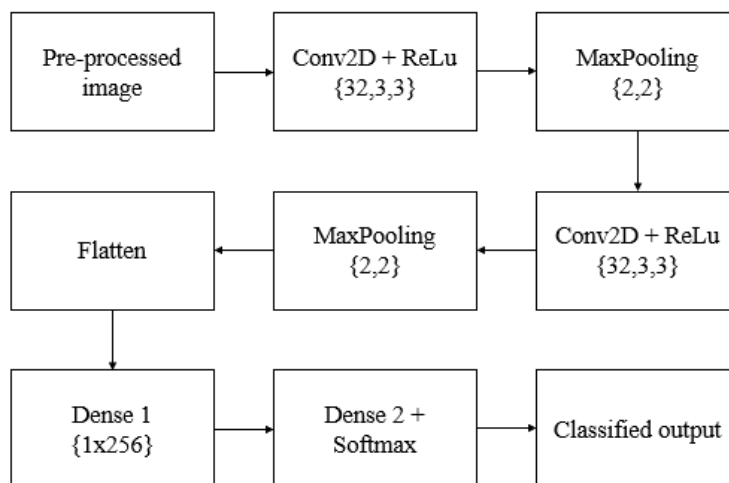 Pre-processed
image
Conv2D + ReLu
{32,3,3}
MaxPooling
{2,2}
Conv2D + ReLu
{32,3,3}
MaxPooling
{2,2}
Flatten
Dense 1
{1x256}
Dense 2 +
Softmax
Classified output